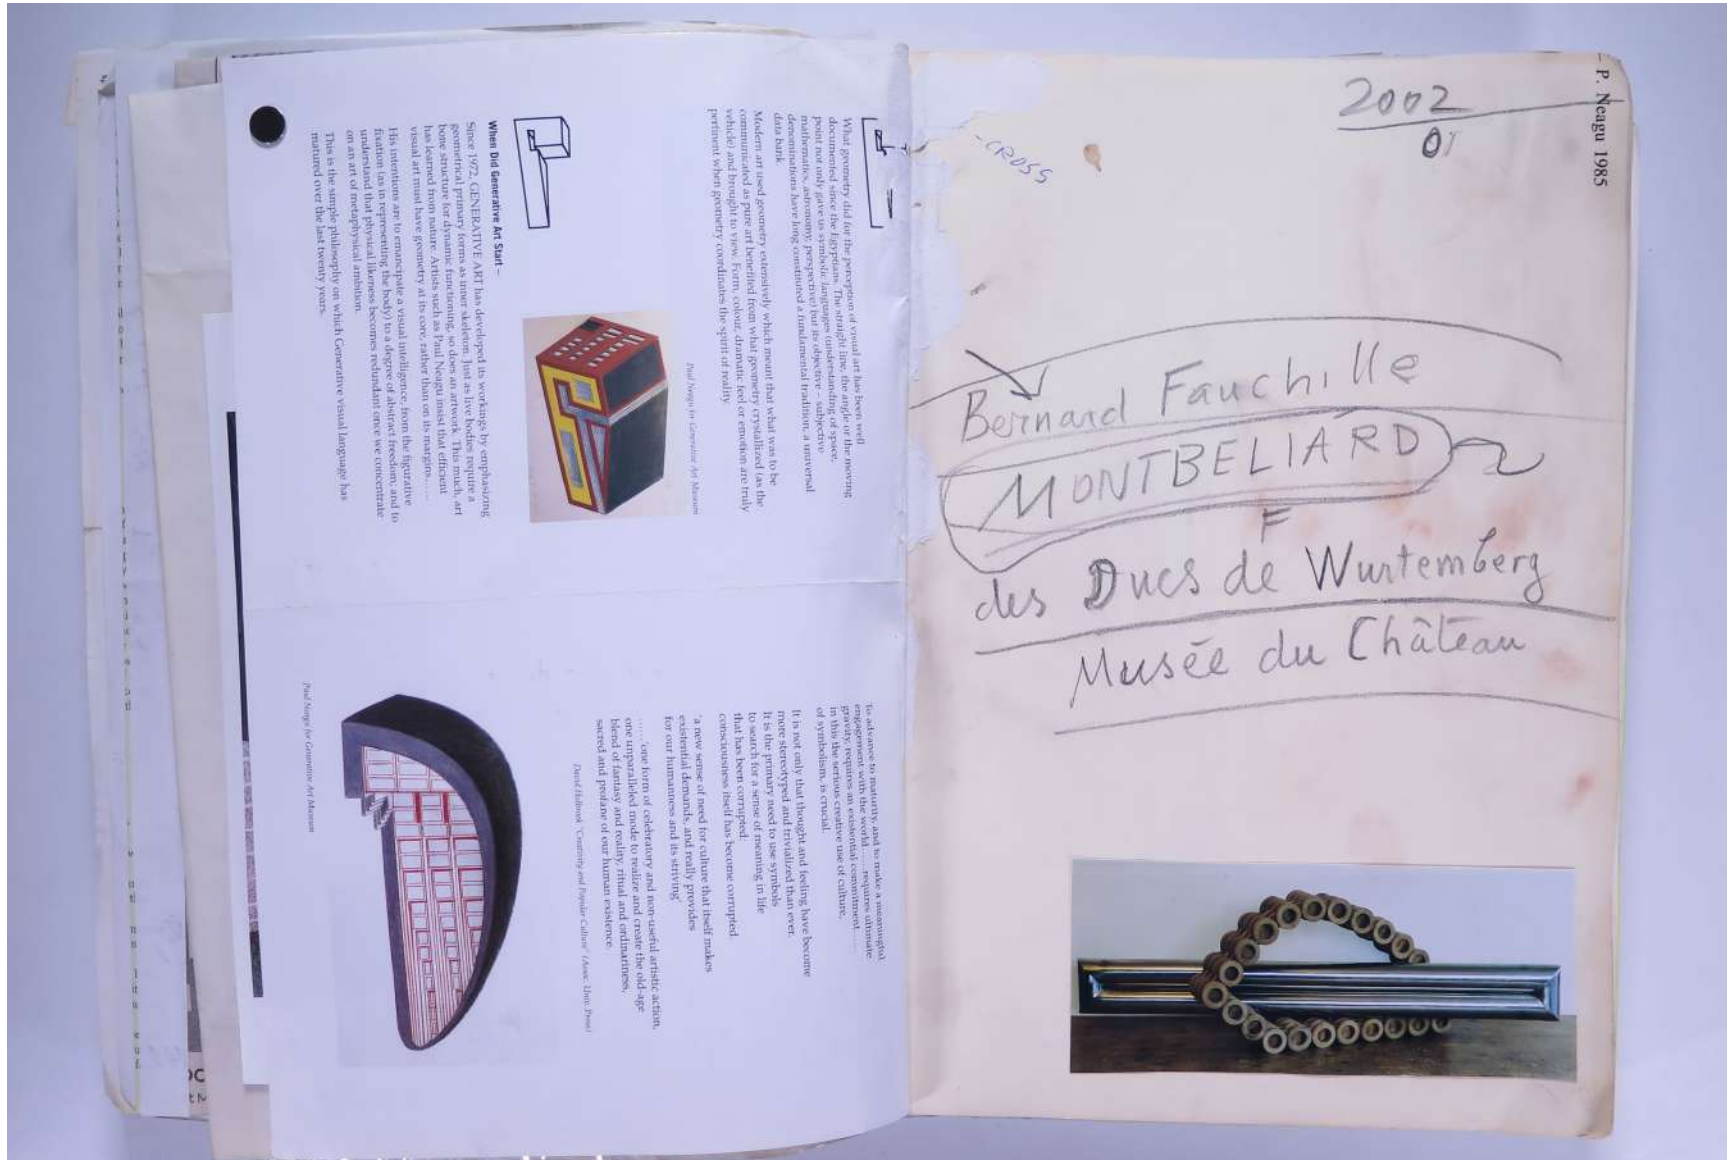 What geometry did for the perception of visual art has been well
documented since the Egyptians. The straight line, the angle or the moving
point not only gave us symbolic languages (understanding of space,
mathematics, astronomy, perspective) but its objective – subjective
denominations have long constituted a fundamental tradition, a universal
data bank.
Modern art used geometry extensively which meant that what was to be
communicated as pure art benefited from what geometry crystallized (as the
vehicle) and brought to view. Form, colour, dramatic feel or emotion are truly
pertinent when geometry coordinates the spirit of reality.
Paul Neagu for Generative Art Museum
When Did Generative Art Start –
Since 1972, GENERATIVE ART has developed its workings by emphasizing
geometrical primary forms as inner skeleton. Just as live bodies require a
bone structure for dynamic functioning, so does an artwork. This much, art
has learned from nature. Artists such as Paul Neagu insist that efficient
visual art must have geometry at its core, rather than on its margins……
His intentions are to emancipate a visual intelligence, from the figurative
fixation (as in representing the body) to a degree of abstract freedom; and to
understand that physical likeness becomes redundant once we concentrate
on an art of metaphysical ambition.
This is the simple philosophy on which Generative visual language has
matured over the last twenty years.
To advance to maturity, and to make a meaningful
engagement with the world……requires ultimate
gravity, requires an existential commitment……
in this the serious creative use of culture,
of symbolism, is crucial.
It is not only that thought and feeling have become
more stereotyped and trivialized than ever.
It is the primary need to use symbols
to search for a sense of meaning in life
that has been corrupted:
consciousness itself has become corrupted.
'a new sense of need for culture that itself makes
existential demands, and really provides
for our humanness and its striving'
……'one form of celebratory and non-useful artistic action,
one unparalleled mode to realize and create the old-age
blend of fantasy and reality, ritual and ordinariness,
sacred and profane of our human existence.
David Holbrook "Creativity and Popular Culture" (Assoc. Univ. Press)
Paul Neagu for Generative Art Museum
– P. Neagu 1985
2002
01
- CROSS
Bernard Fauchille
MONTBELIARD
F
des Ducs de Wurtemberg
Musée du Château